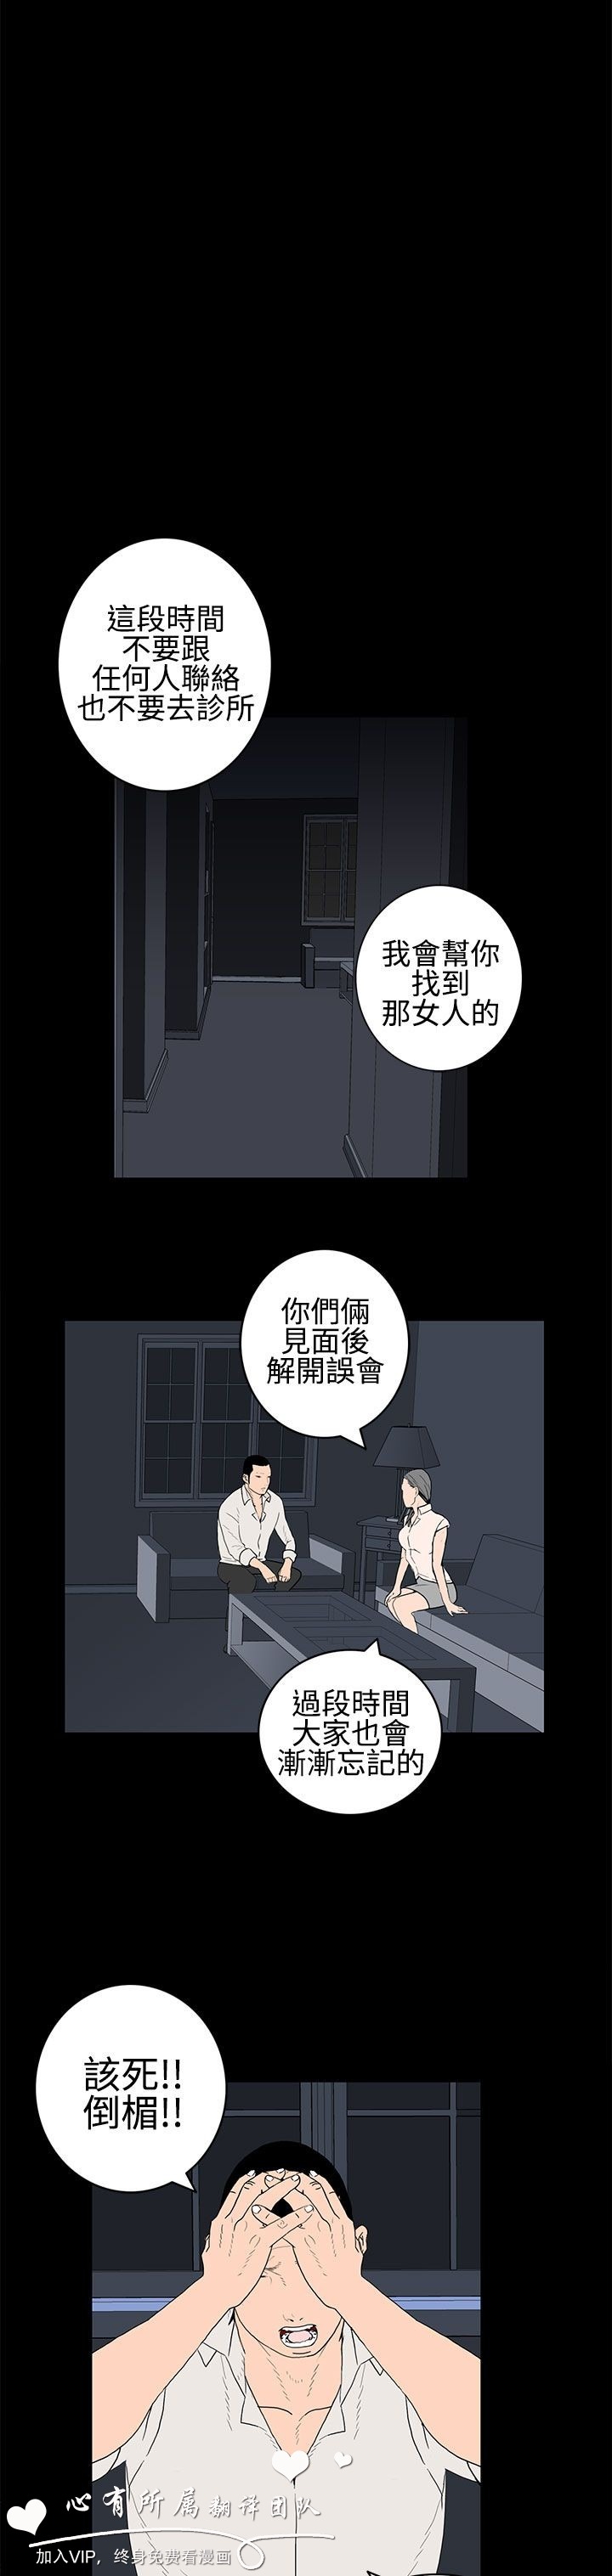 這段時間
不要跟
任何人聯絡
也不要去診所
我會幫你
找到
那女人的
你們倆
見面後
解開誤會
過段時間
大家也會
漸漸忘記的
該死!!
倒楣!!
心有所属翻译团队
加入VIP，终身免费看漫画